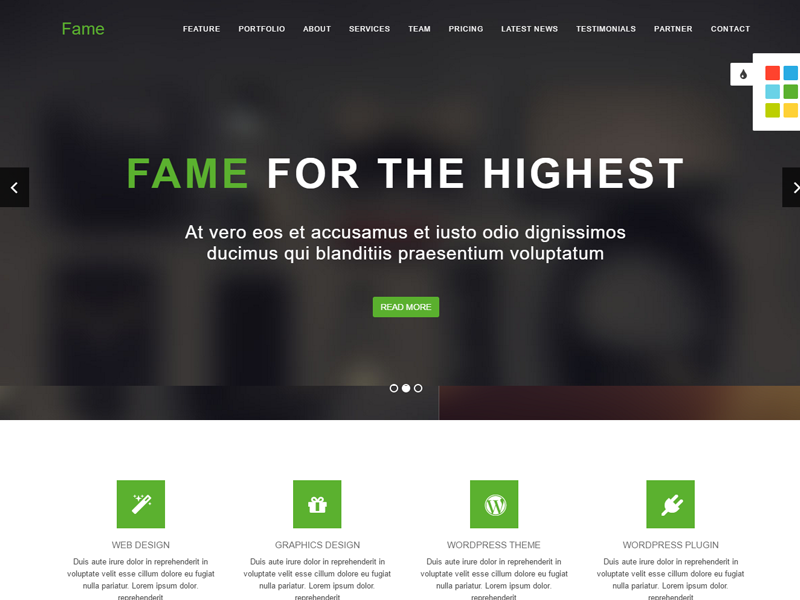 Fame
FEATURE PORTFOLIO ABOUT SERVICES TEAM PRICING LATEST NEWS TESTIMONIALS PARTNER CONTACT
FAME FOR THE HIGHEST
At vero eos et accusamus et iusto odio dignissimos
ducimus qui blanditiis praesentium voluptatum
READ MORE
WEB DESIGN
Duis aute irure dolor in reprehenderit in
voluptate velit esse cillum dolore eu fugiat
nulla pariatur. Lorem ipsum dolor.
reprehenderit
GRAPHICS DESIGN
Duis aute irure dolor in reprehenderit in
voluptate velit esse cillum dolore eu fugiat
nulla pariatur. Lorem ipsum dolor.
reprehenderit
WORDPRESS THEME
Duis aute irure dolor in reprehenderit in
voluptate velit esse cillum dolore eu fugiat
nulla pariatur. Lorem ipsum dolor.
reprehenderit
WORDPRESS PLUGIN
Duis aute irure dolor in reprehenderit in
voluptate velit esse cillum dolore eu fugiat
nulla pariatur. Lorem ipsum dolor.
reprehenderit